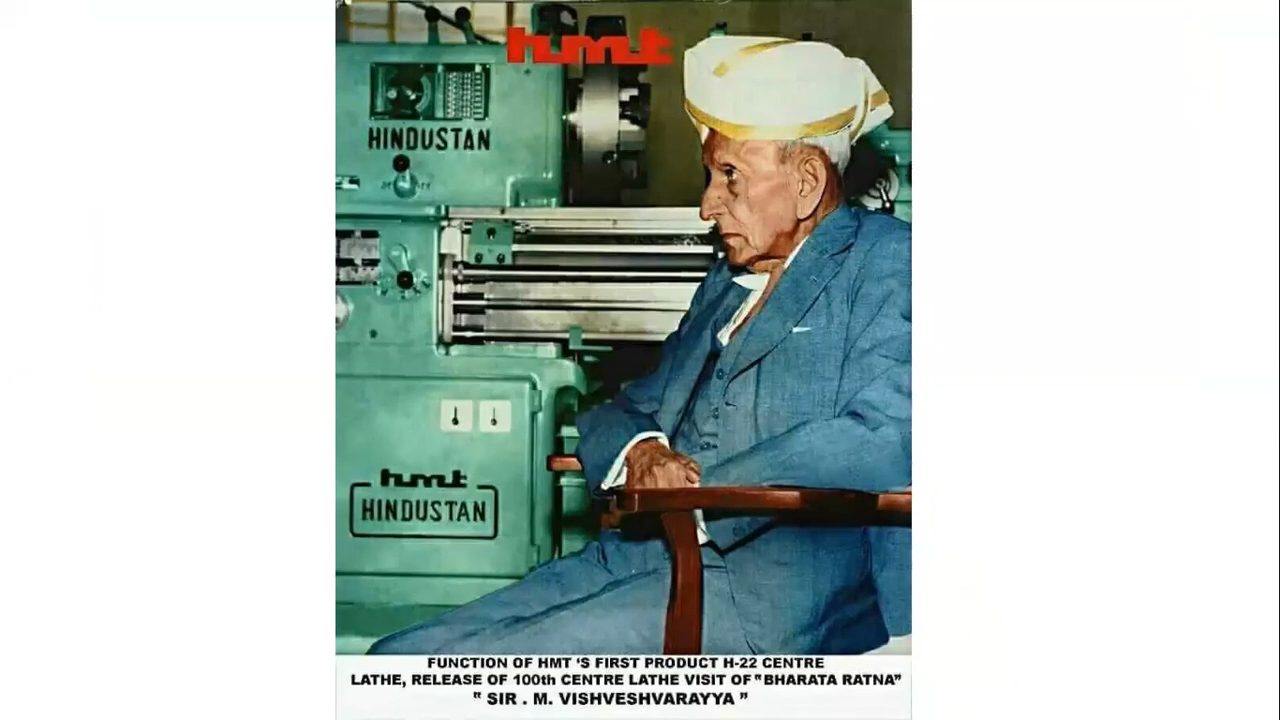 hmt
HINDUSTAN
hmt
HINDUSTAN
FUNCTION OF HMT 'S FIRST PRODUCT H-22 CENTRE
LATHE, RELEASE OF 100th CENTRE LATHE VISIT OF "BHARATA RATNA"
" SIR . M. VISHVESHVARAYYA "